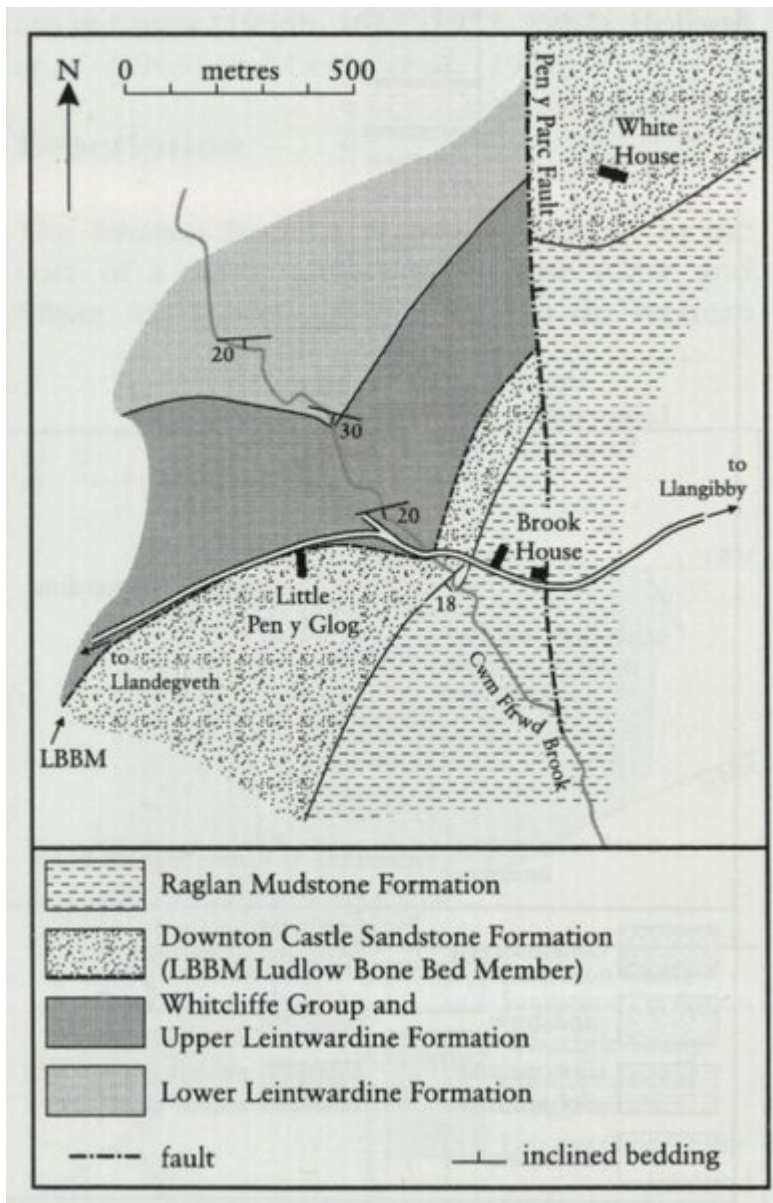 N
0 metres 500
Pen y Parc Fault
White
House
20
30
to
Llangibby
20
Brook
House
Little
Pen y Glog
18
to
Llandegveth
Cwm Ffrwd Brook
LBBM
Raglan Mudstone Formation
Downton Castle Sandstone Formation
(LBBM Ludlow Bone Bed Member)
Whitcliffe Group and
Upper Leintwardine Formation
Lower Leintwardine Formation
fault
inclined bedding